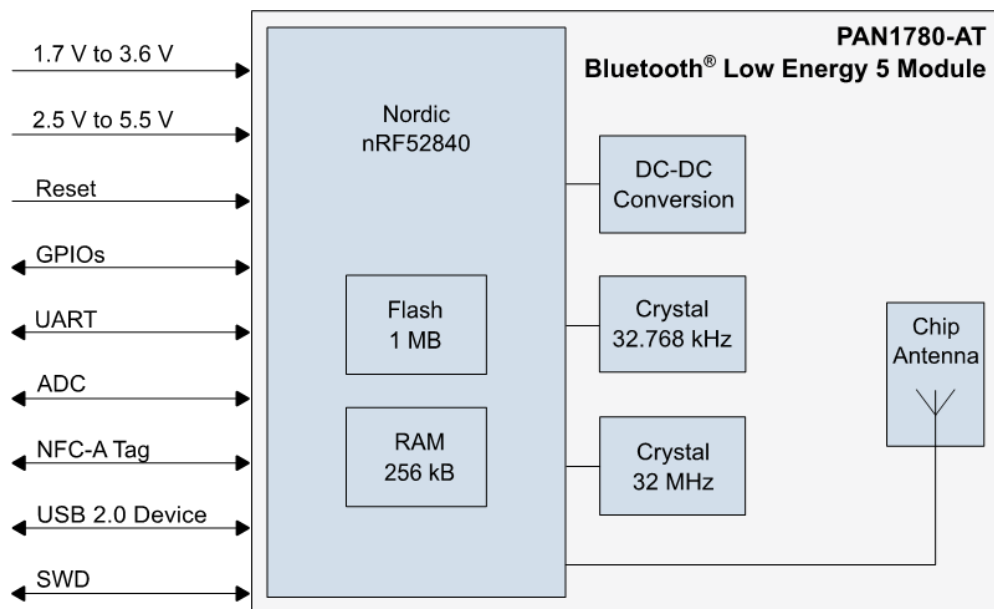 PAN1780-AT
Bluetooth® Low Energy 5 Module
1.7 V to 3.6 V
2.5 V to 5.5 V
Reset
GPIOs
UART
ADC
NFC-A Tag
USB 2.0 Device
SWD
Nordic
nRF52840
Flash
1 MB
RAM
256 kB
DC-DC
Conversion
Crystal
32.768 kHz
Crystal
32 MHz
Chip
Antenna